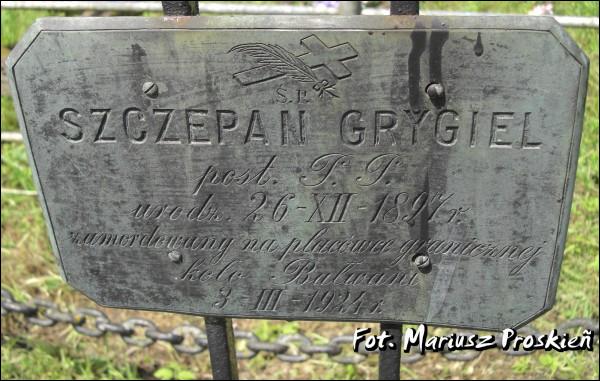 Ś.P.
SZCZEPAN GRYGIEL
post. P. P.
urodz. 26-XII-1897 r.
zamordowany na placówce granicznej
koło Bałwani
3-III-1924 r.
Fot. Mariusz Proskień